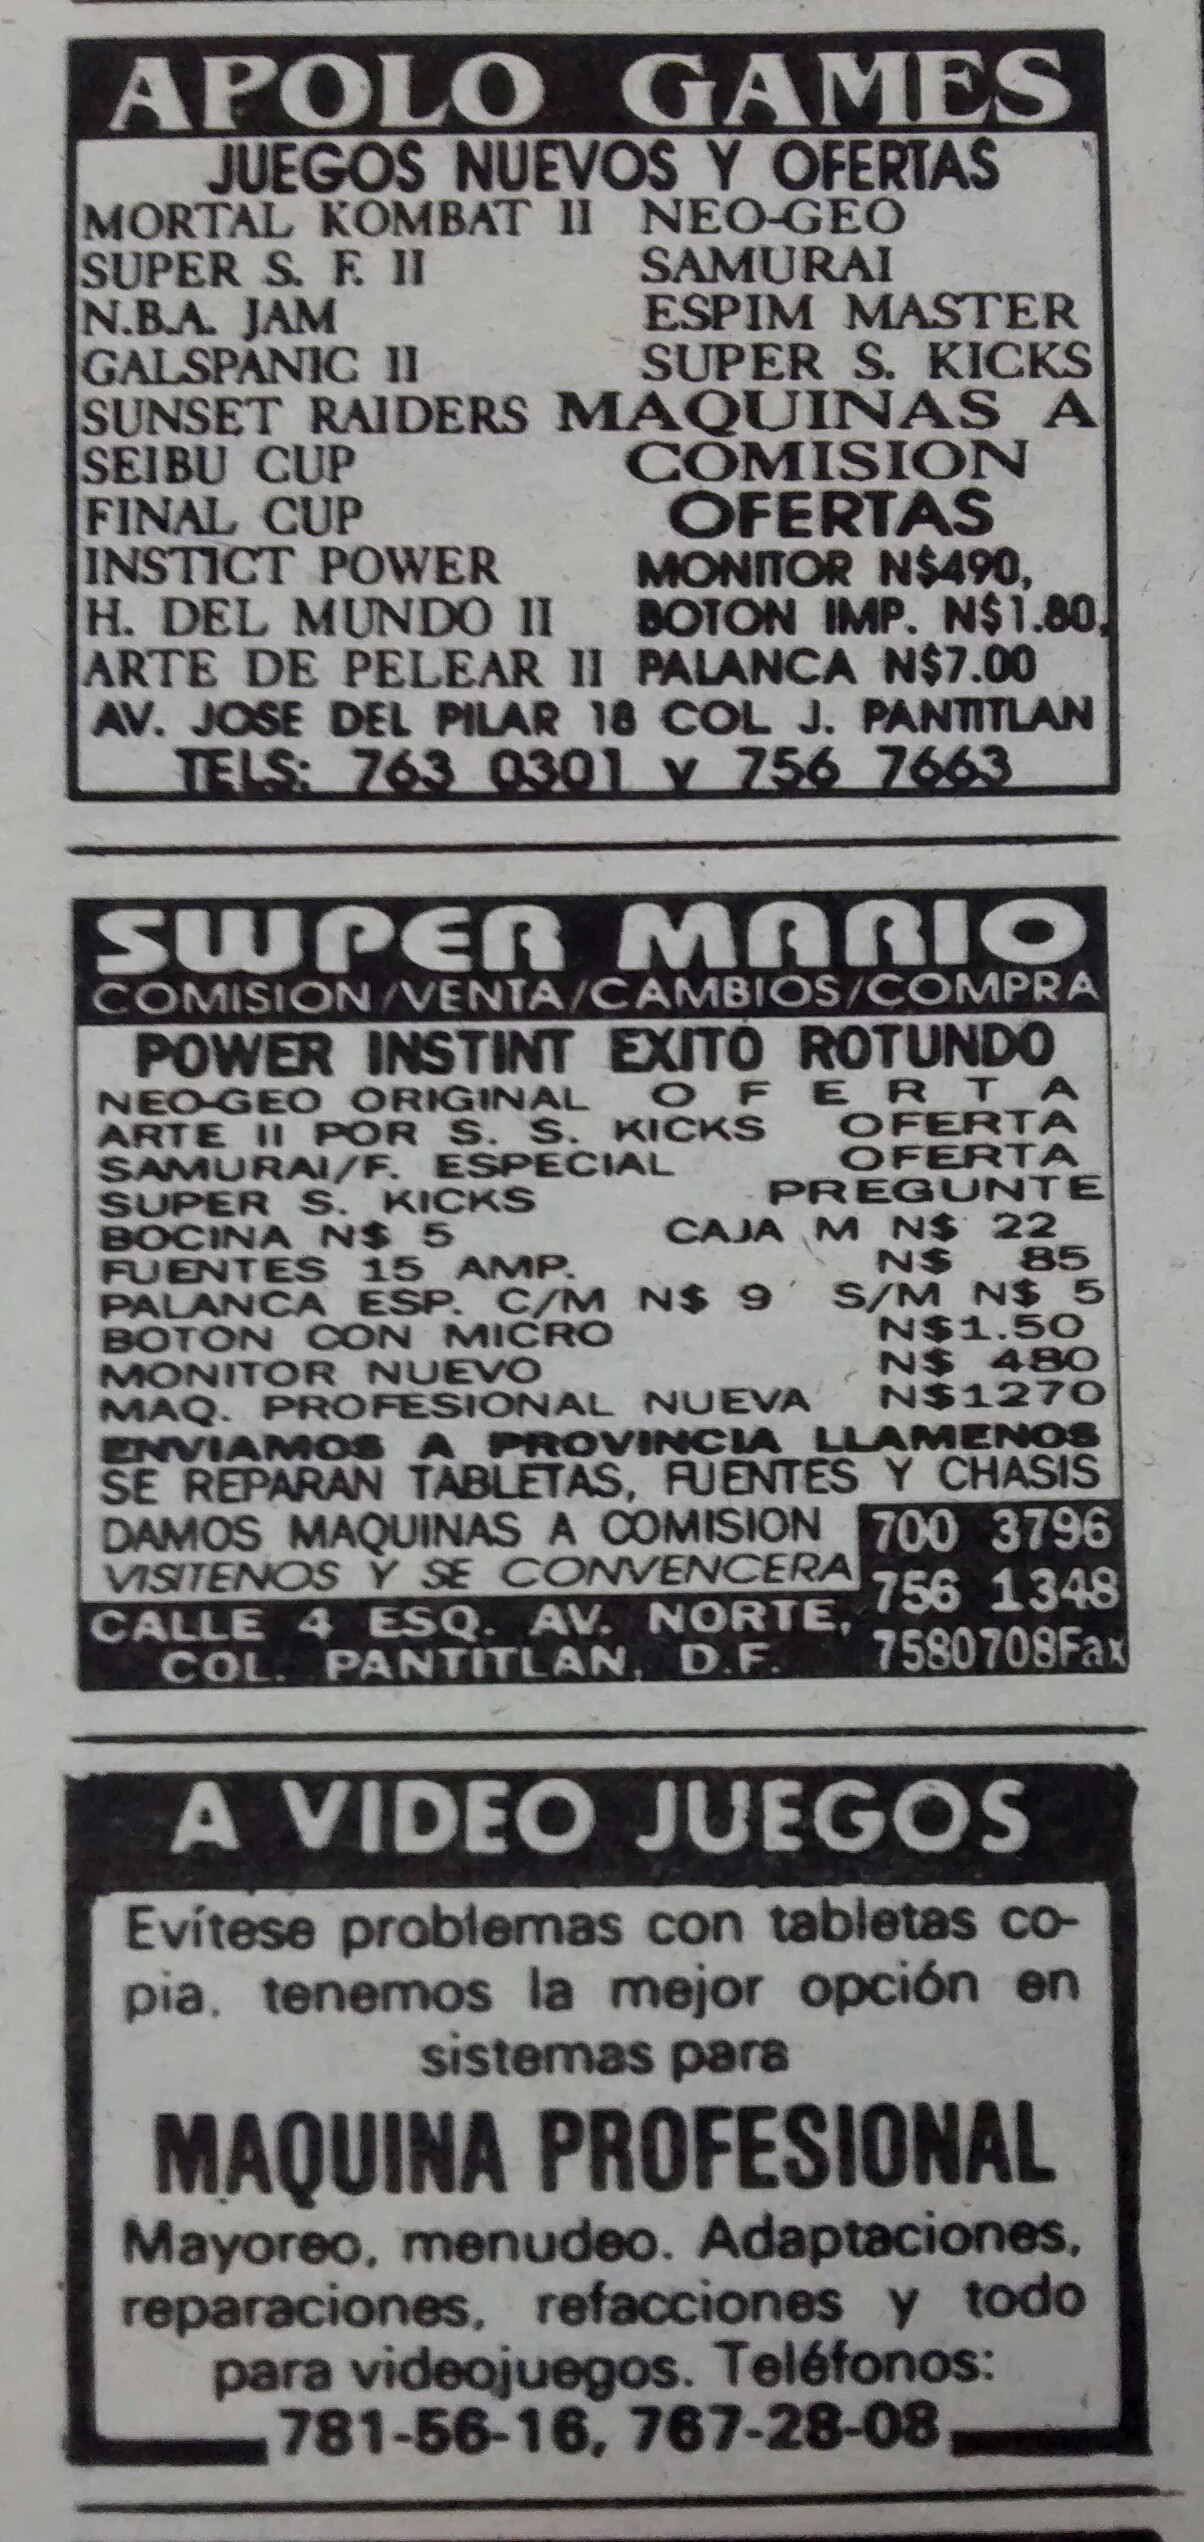 APOLO GAMES
JUEGOS NUEVOS Y OFERTAS
MORTAL KOMBAT II NEO-GEO
SUPER S. F. II SAMURAI
N.B.A. JAM ESPIM MASTER
GALSPANIC II SUPER S. KICKS
SUNSET RAIDERS MAQUINAS A
SEIBU CUP COMISION
FINAL CUP OFERTAS
INSTICT POWER MONITOR N$490,
H. DEL MUNDO II BOTON IMP. N$1.80,
ARTE DE PELEAR II PALANCA N$7.00
AV. JOSE DEL PILAR 18 COL J. PANTITLAN
TELS: 763 0301 y 756 7663
SUPER MARIO
COMISION/VENTA/CAMBIOS/COMPRA
POWER INSTINT EXITO ROTUNDO
NEO-GEO ORIGINAL O F E R T A
ARTE II POR S. S. KICKS OFERTA
SAMURAI/F. ESPECIAL OFERTA
SUPER S. KICKS PREGUNTE
BOCINA N$ 5 CAJA M N$ 22
FUENTES 15 AMP. N$ 85
PALANCA ESP. C/M N$ 9 S/M N$ 5
BOTON CON MICRO N$1.50
MONITOR NUEVO N$ 480
MAQ. PROFESIONAL NUEVA N$1270
ENVIAMOS A PROVINCIA LLAMENOS
SE REPARAN TABLETAS, FUENTES Y CHASIS
DAMOS MAQUINAS A COMISION 700 3796
VISITENOS Y SE CONVENCERA 756 1348
CALLE 4 ESQ. AV. NORTE, 7580708Fax
COL. PANTITLAN, D.F.
A VIDEO JUEGOS
Evítese problemas con tabletas co-
pia, tenemos la mejor opción en
sistemas para
MAQUINA PROFESIONAL
Mayoreo, menudeo. Adaptaciones,
reparaciones, refacciones y todo
para videojuegos. Teléfonos:
781-56-16, 767-28-08